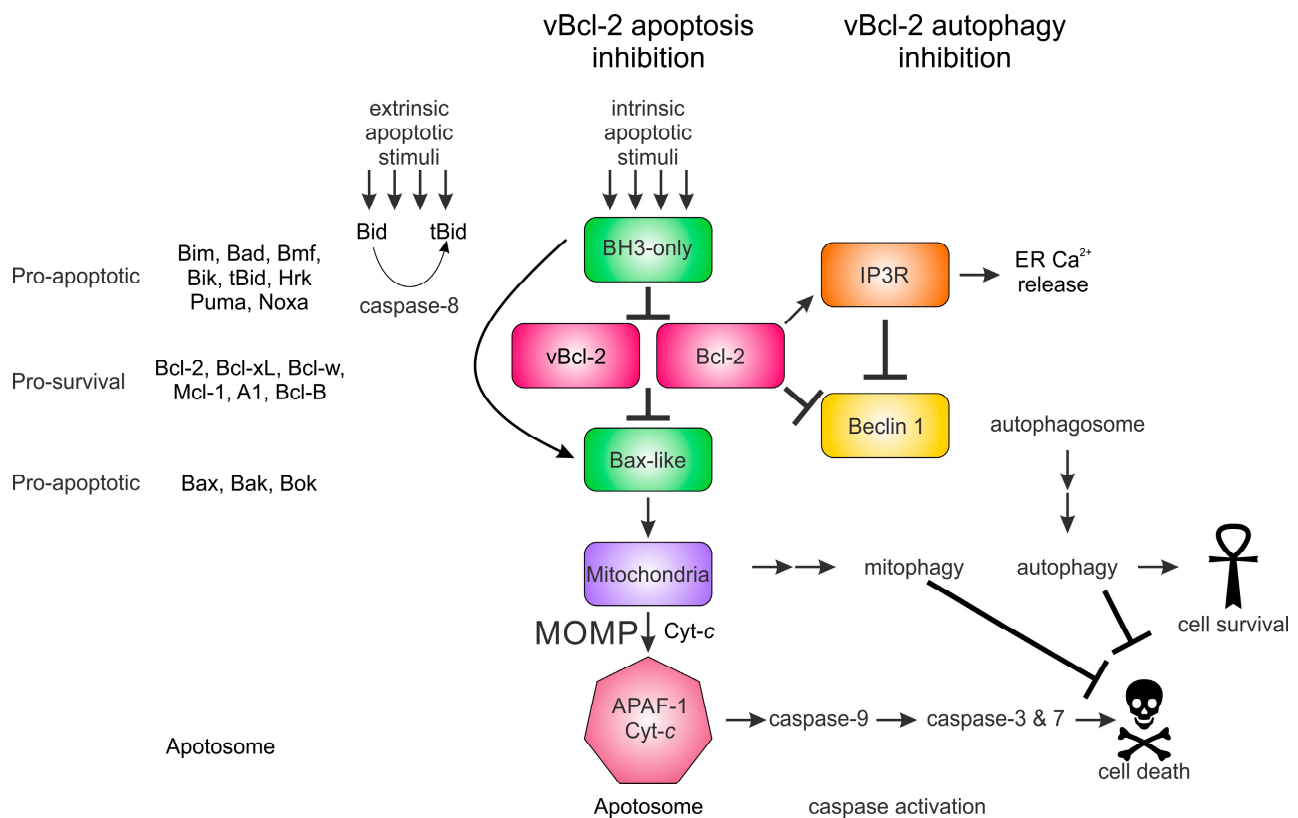 vBcl-2 apoptosis
inhibition
vBcl-2 autophagy
inhibition
extrinsic
apoptotic
stimuli
intrinsic
apoptotic
stimuli
Bid
tBid
caspase-8
Pro-apoptotic
Bim, Bad, Bmf,
Bik, tBid, Hrk
Puma, Noxa
BH3-only
IP3R
ER Ca²⁺
release
Pro-survival
Bcl-2, Bcl-xL, Bcl-w,
Mcl-1, A1, Bcl-B
vBcl-2
Bcl-2
Beclin 1
autophagosome
Pro-apoptotic
Bax, Bak, Bok
Bax-like
Mitochondria
mitophagy
autophagy
cell survival
MOMP
Cyt-c
APAF-1
Cyt-c
caspase-9
caspase-3 & 7
cell death
Apotosome
Apotosome
caspase activation